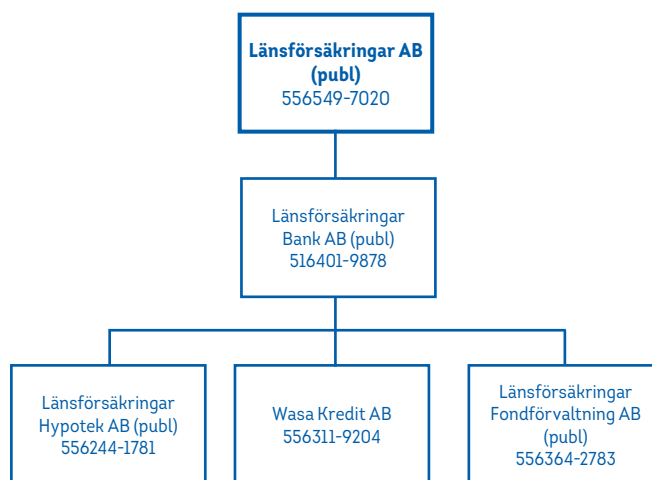 Länsförsäkringar AB
(publ)
556549-7020
Länsförsäkringar
Bank AB (publ)
516401-9878
Länsförsäkringar
Hypotek AB (publ)
556244-1781
Wasa Kredit AB
556311-9204
Länsförsäkringar
Fondförvaltning AB
(publ)
556364-2783